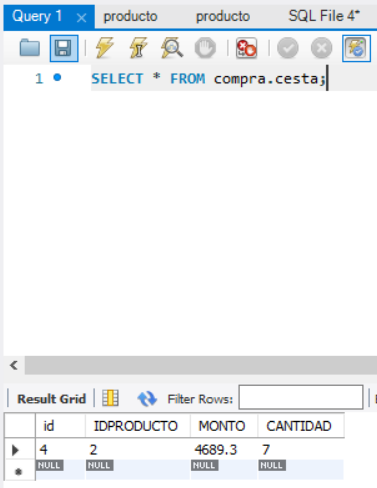 Query 1 × producto producto SQL File 4*
1 SELECT * FROM compra.cesta;
Result Grid Filter Rows:
id IDPRODUCTO MONTO CANTIDAD
4 2 4689.3 7
NULL NULL NULL NULL